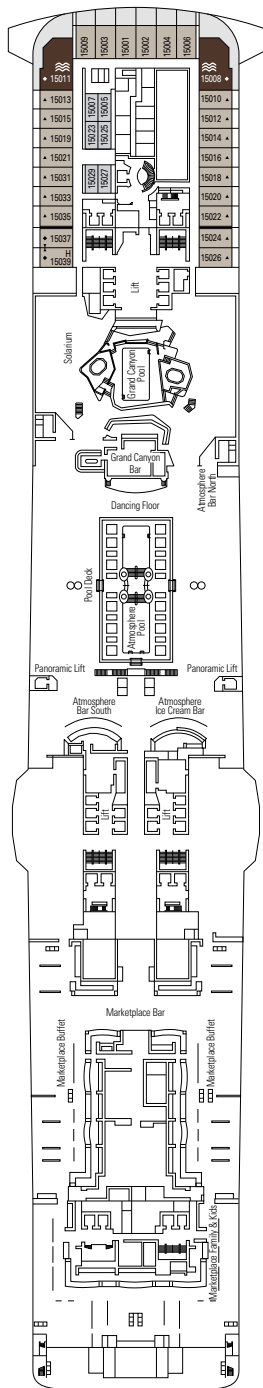 15009
15003
15001
15002
15004
15006
15011
15008
15007
15005
15013
15010
15015
15012
15023
15025
15019
15014
15021
15016
15029
15027
15031
15018
15033
15020
15035
15022
15037
15024
H
15039
15026
Lift
Solarium
Grand Canyon
Pool
Grand Canyon
Bar
Atmosphere
Bar North
Dancing Floor
Pool Deck
Atmosphere
Pool
Panoramic Lift
Panoramic Lift
Atmosphere
Bar South
Atmosphere
Ice Cream Bar
Lift
Lift
Marketplace Bar
Marketplace Buffet
Marketplace Buffet
Marketplace Family & Kids